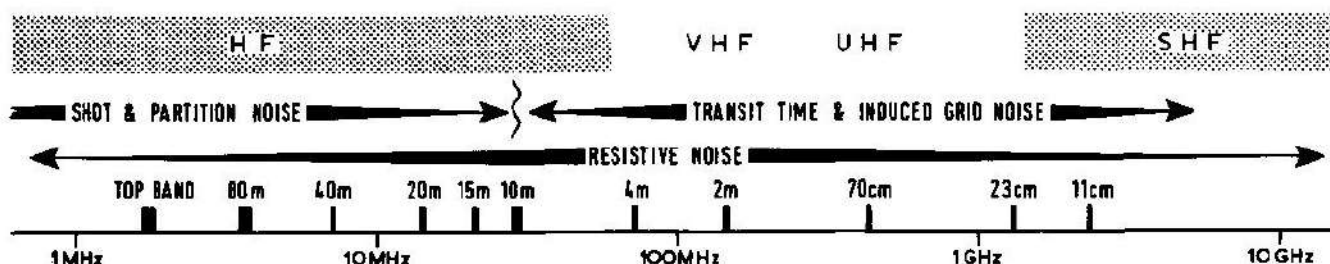 HF VHF UHF SHF
SHOT & PARTITION NOISE TRANSIT TIME & INDUCED GRID NOISE
RESISTIVE NOISE
TOP BAND 80m 40m 20m 15m 10m 4m 2m 70cm 23cm 11cm
1MHz 10MHz 100MHz 1GHz 10GHz